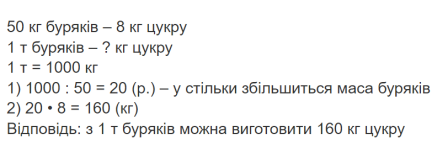 50 кг буряків – 8 кг цукру
1 т буряків – ? кг цукру
1 т = 1000 кг
1) 1000 : 50 = 20 (р.) – у стільки збільшиться маса буряків
2) 20 • 8 = 160 (кг)
Відповідь: з 1 т буряків можна виготовити 160 кг цукру